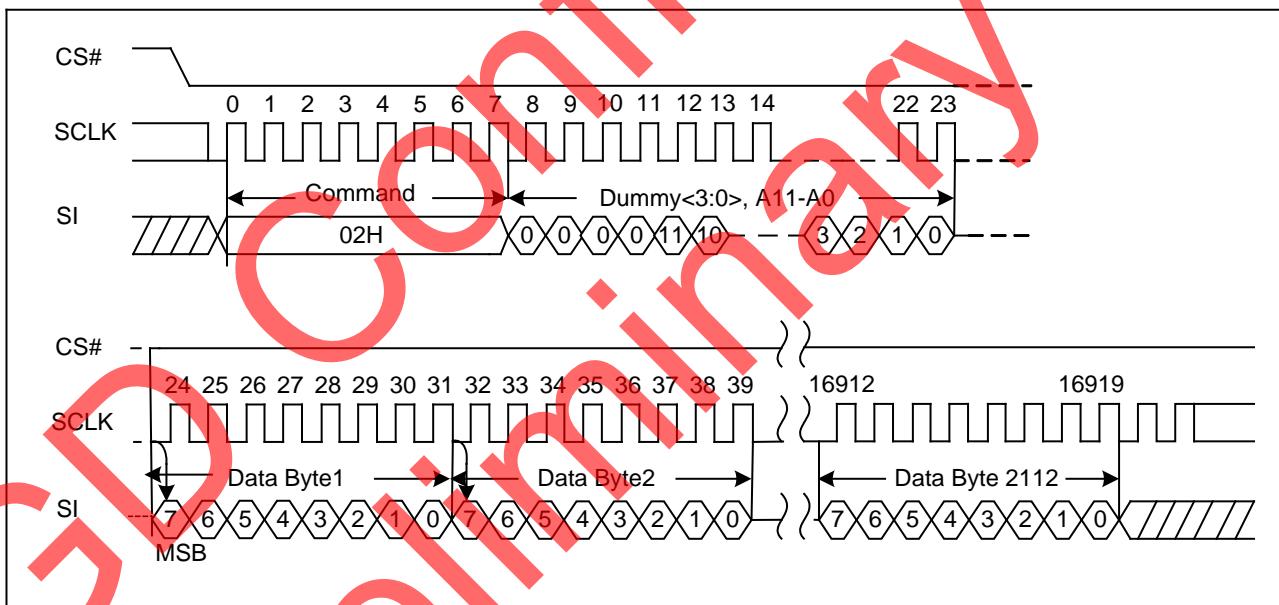 CS#
0 1 2 3 4 5 6 7 8 9 10 11 12 13 14 22 23
SCLK
Command Dummy<3:0>, A11-A0
SI
02H 0 0 0 0 11 10 3 2 1 0
CS#
24 25 26 27 28 29 30 31 32 33 34 35 36 37 38 39 16912 16919
SCLK
Data Byte1 Data Byte2 Data Byte 2112
SI 7 6 5 4 3 2 1 0 7 6 5 4 3 2 1 0 7 6 5 4 3 2 1 0
MSB